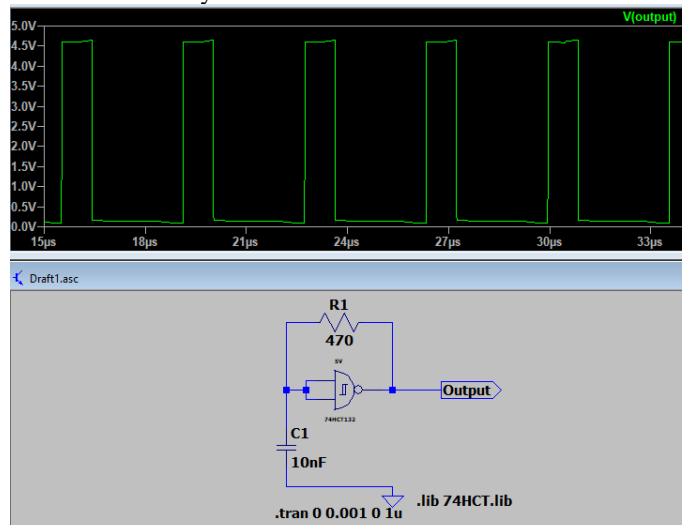 V(output)
5.0V
4.5V
4.0V
3.5V
3.0V
2.5V
2.0V
1.5V
1.0V
0.5V
0.0V
15µs 18µs 21µs 24µs 27µs 30µs 33µs
Draft1.asc
R1
470
5V
Output
74HCT132
C1
10nF
.lib 74HCT.lib
.tran 0 0.001 0 1u